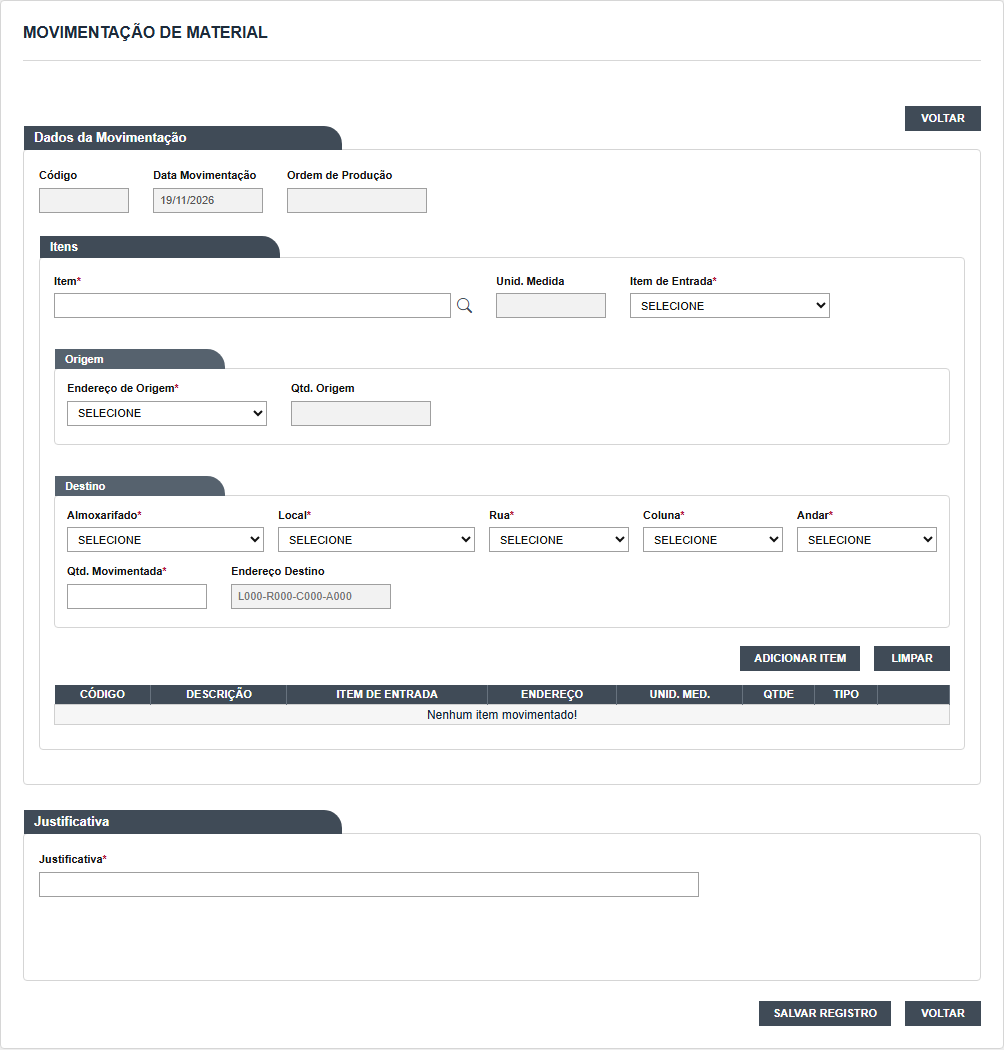 MOVIMENTAÇÃO DE MATERIAL
VOLTAR
Dados da Movimentação
Código Data Movimentação Ordem de Produção
19/11/2026
Itens
Item* Unid. Medida Item de Entrada*
SELECIONE
Origem
Endereço de Origem* Qtd. Origem
SELECIONE
Destino
Almoxarifado* Local* Rua* Coluna* Andar*
SELECIONE SELECIONE SELECIONE SELECIONE SELECIONE
Qtd. Movimentada* Endereço Destino
L000-R000-C000-A000
ADICIONAR ITEM LIMPAR
CÓDIGO DESCRIÇÃO ITEM DE ENTRADA ENDEREÇO UNID. MED. QTDE TIPO
Nenhum item movimentado!
Justificativa
Justificativa*
SALVAR REGISTRO VOLTAR